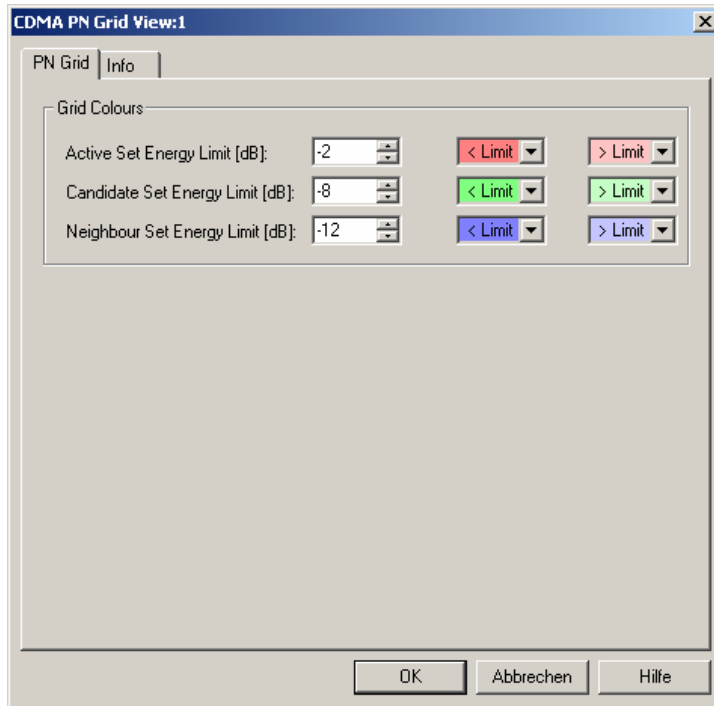 CDMA PN Grid View:1
PN Grid Info
Grid Colours
Active Set Energy Limit [dB]: -2 < Limit > Limit
Candidate Set Energy Limit [dB]: -8 < Limit > Limit
Neighbour Set Energy Limit [dB]: -12 < Limit > Limit
OK Abbrechen Hilfe